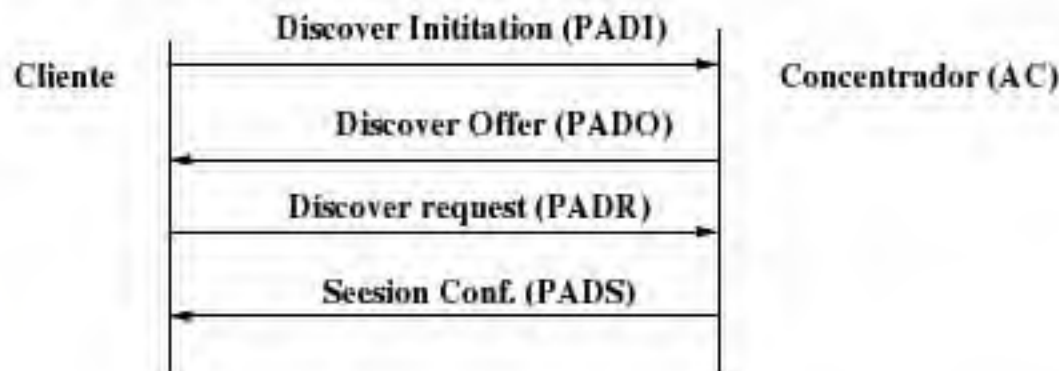 Discover Inititation (PADI)
Cliente
Concentrador (AC)
Discover Offer (PADO)
Discover request (PADR)
Seesion Conf. (PADS)